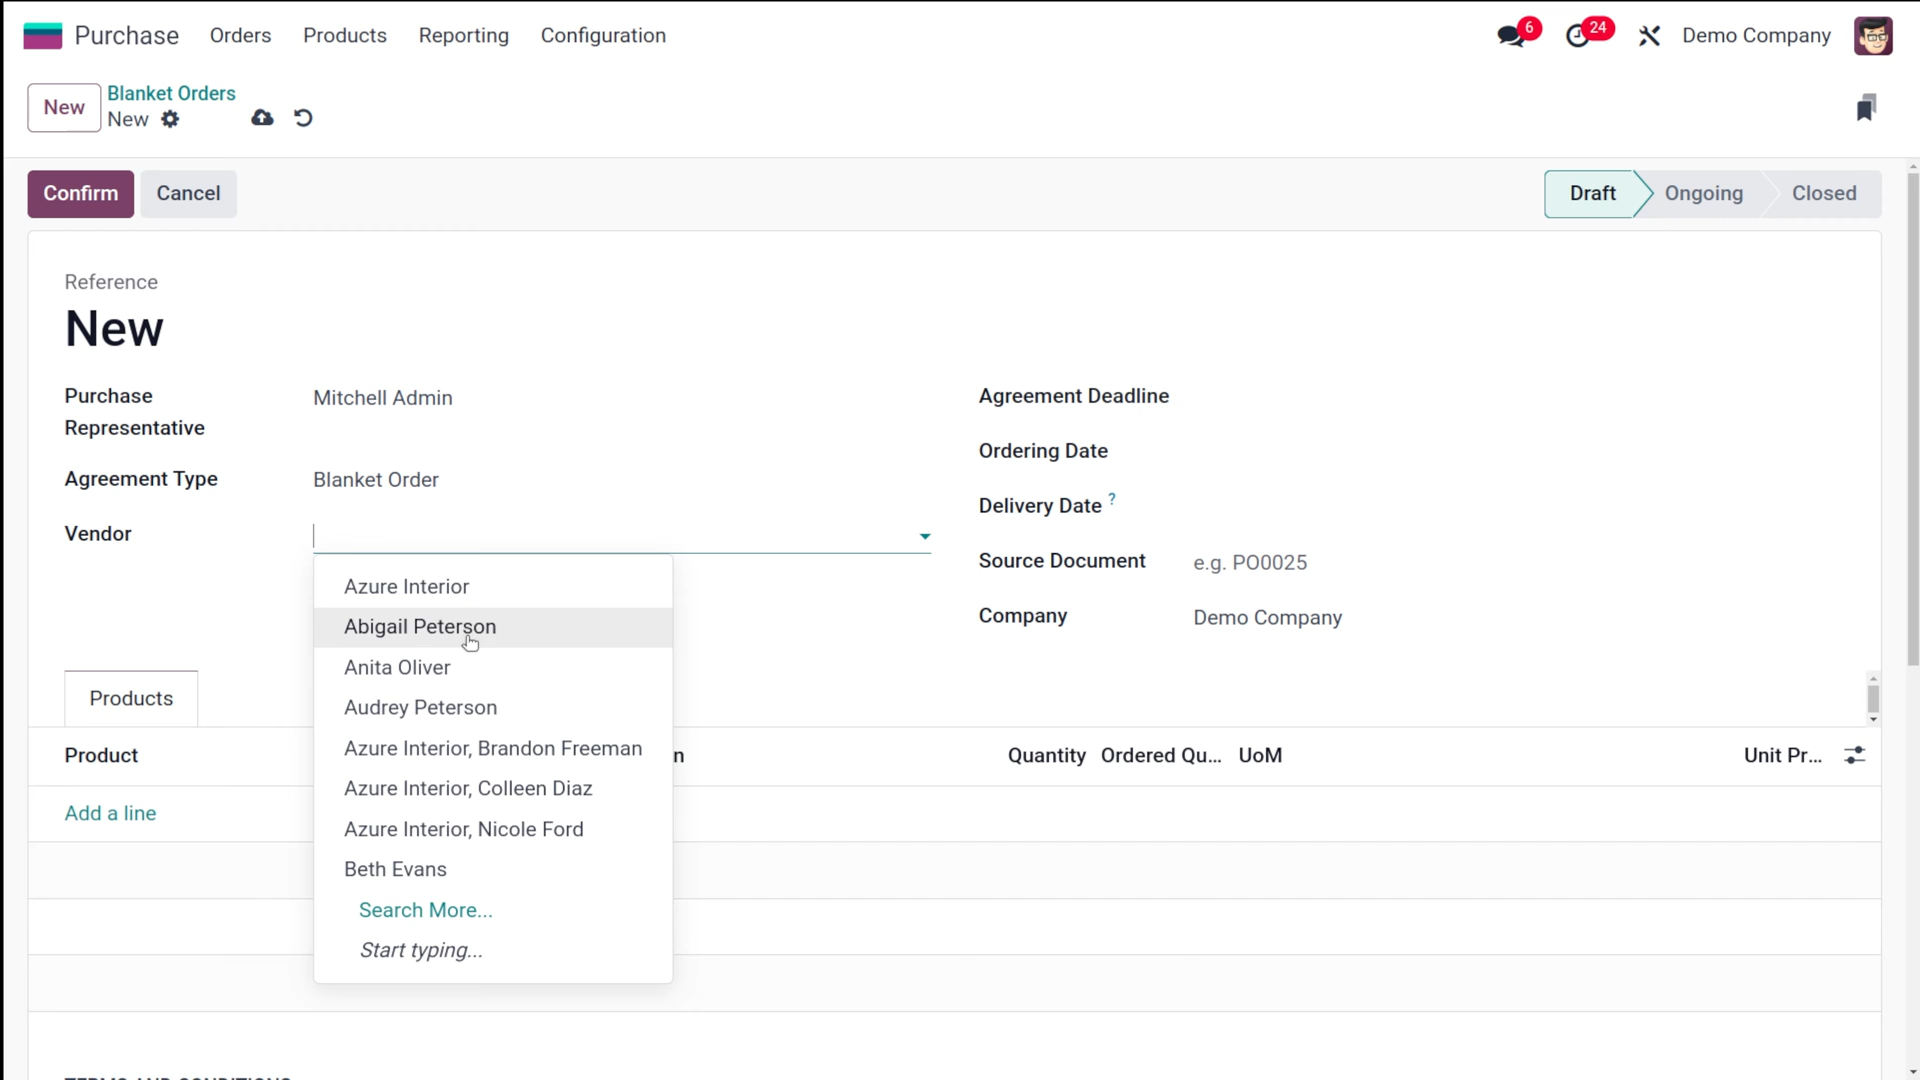 Purchase Orders Products Reporting Configuration 6 24 Demo Company
New Blanket Orders
New
Confirm Cancel Draft Ongoing Closed
Reference
New
Purchase Representative Mitchell Admin
Agreement Type Blanket Order
Vendor
Agreement Deadline
Ordering Date
Delivery Date ?
Source Document e.g. PO0025
Company Demo Company
Azure Interior
Abigail Peterson
Anita Oliver
Audrey Peterson
Azure Interior, Brandon Freeman
Azure Interior, Colleen Diaz
Azure Interior, Nicole Ford
Beth Evans
Search More...
Start typing...
Products
Product n Quantity Ordered Qu... UoM Unit Pr...
Add a line
TERMS AND CONDITIONS